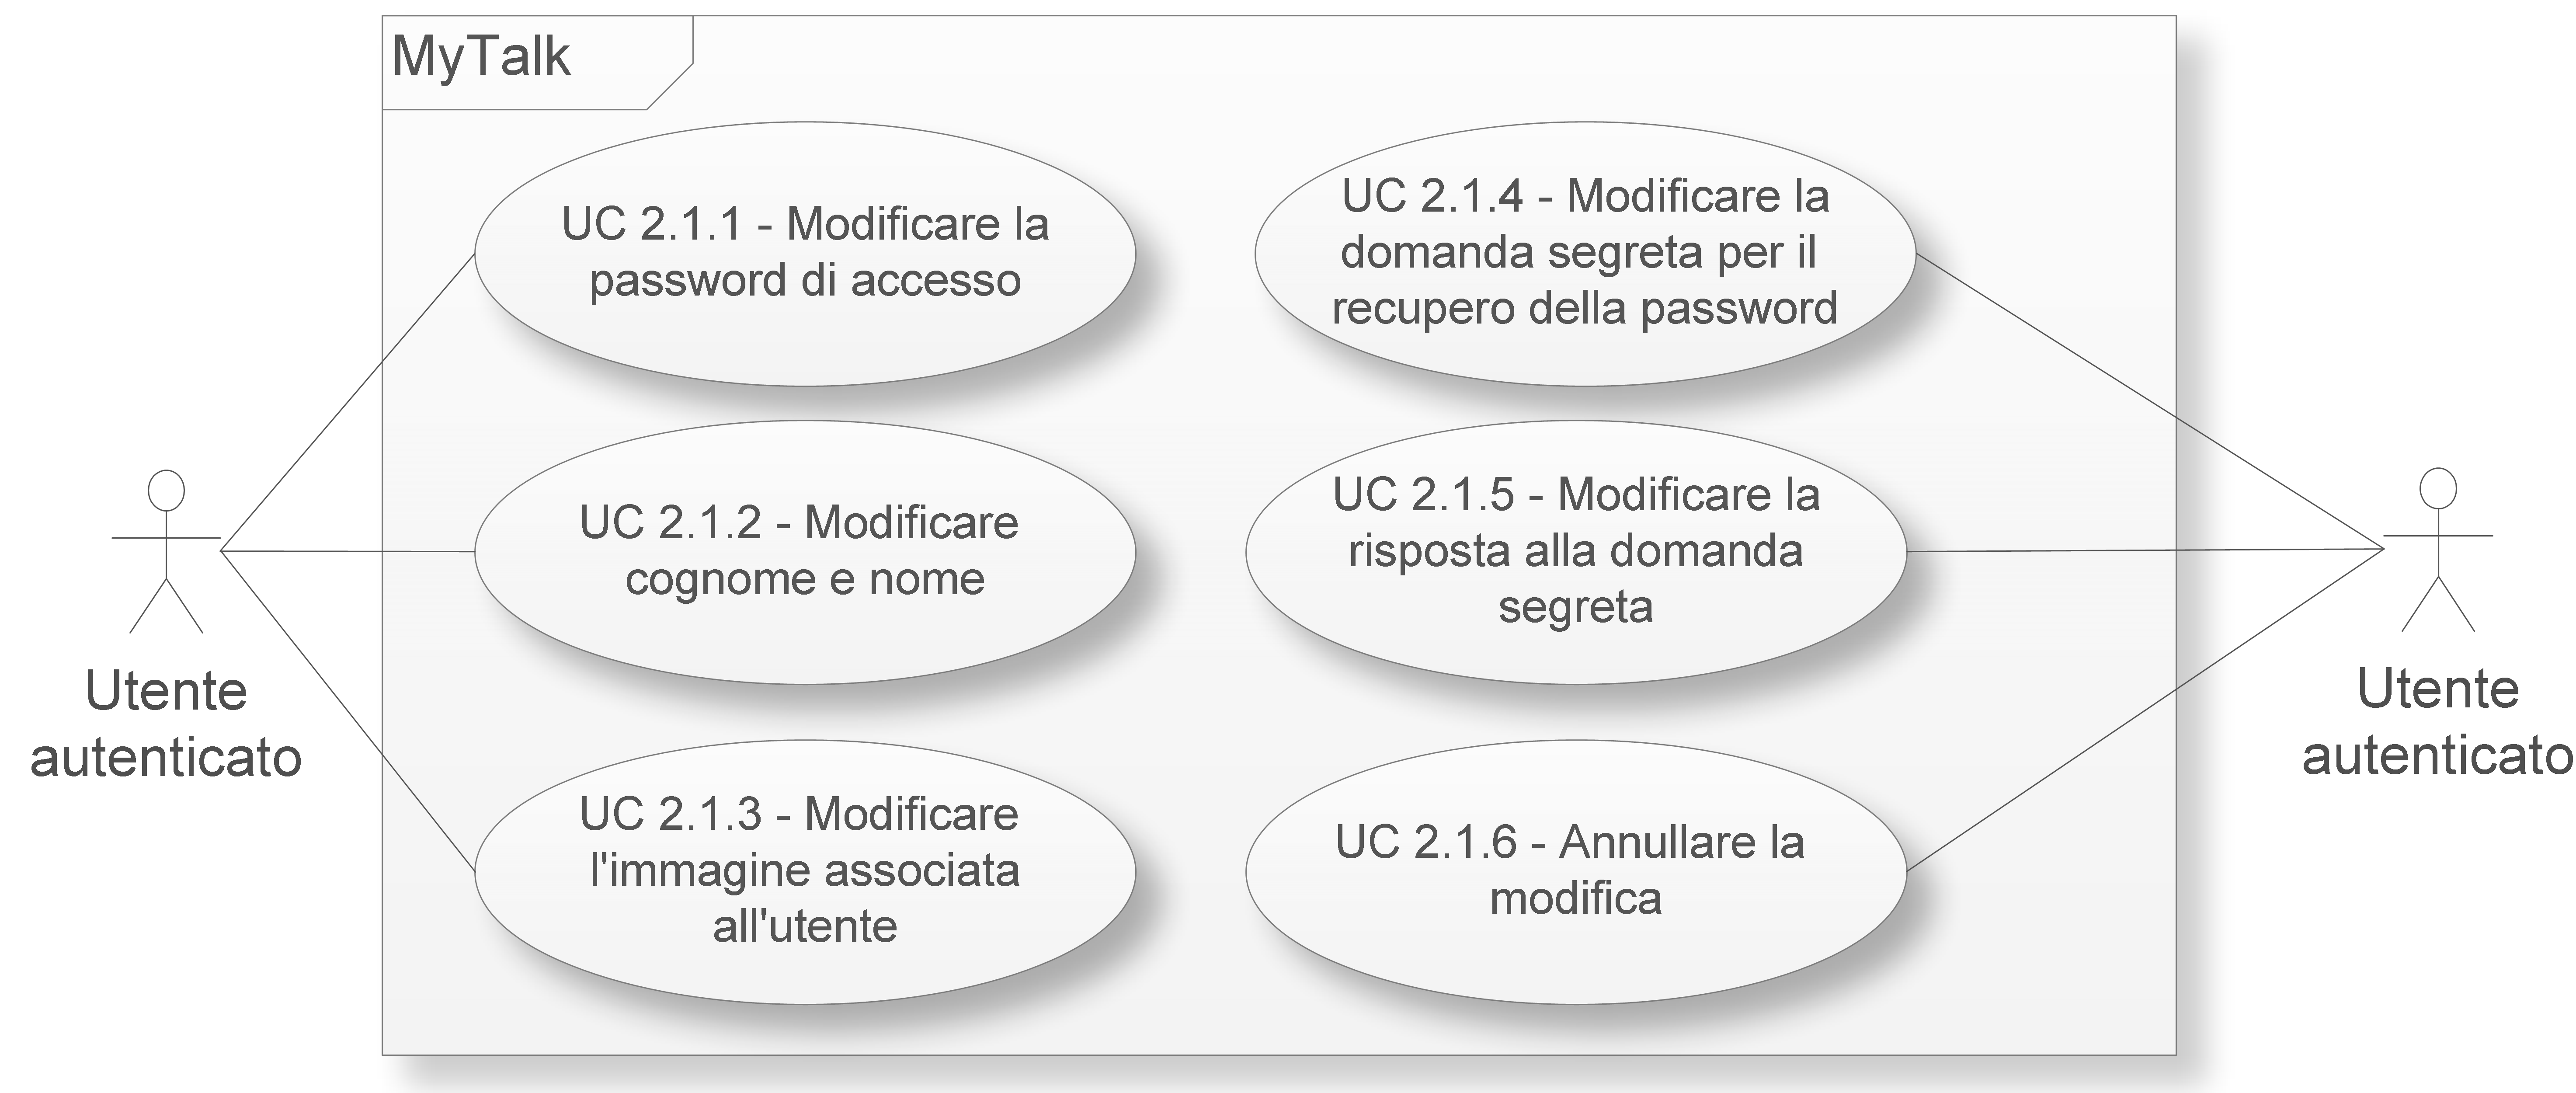 MyTalk
UC 2.1.1 - Modificare la
password di accesso
UC 2.1.4 - Modificare la
domanda segreta per il
recupero della password
UC 2.1.2 - Modificare
cognome e nome
UC 2.1.5 - Modificare la
risposta alla domanda
segreta
Utente
autenticato
Utente
autenticato
UC 2.1.3 - Modificare
l'immagine associata
all'utente
UC 2.1.6 - Annullare la
modifica